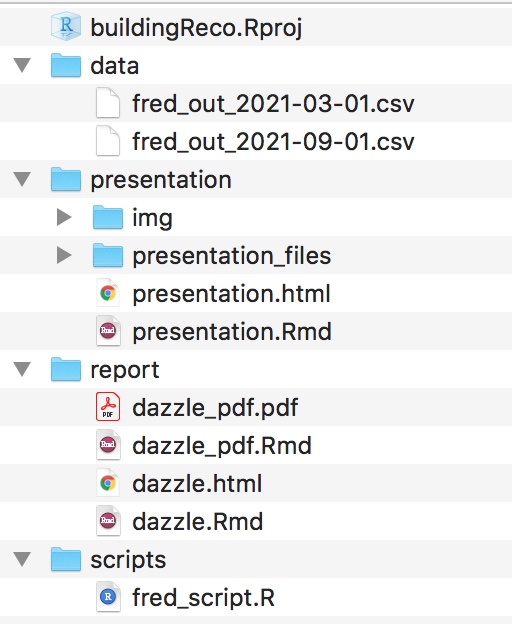 buildingReco.Rproj
data
fred_out_2021-03-01.csv
fred_out_2021-09-01.csv
presentation
img
presentation_files
presentation.html
presentation.Rmd
report
dazzle_pdf.pdf
dazzle_pdf.Rmd
dazzle.html
dazzle.Rmd
scripts
fred_script.R